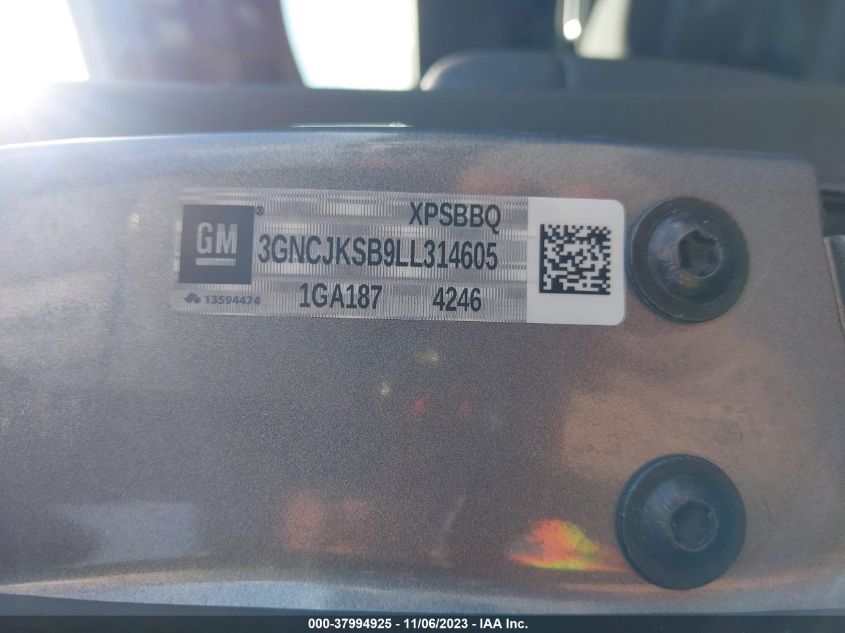 XPSBBQ
GM®
3GNCJKSB9LL314605
13594474
1GA187 4246
000-37994925 - 11/06/2023 - IAA Inc.